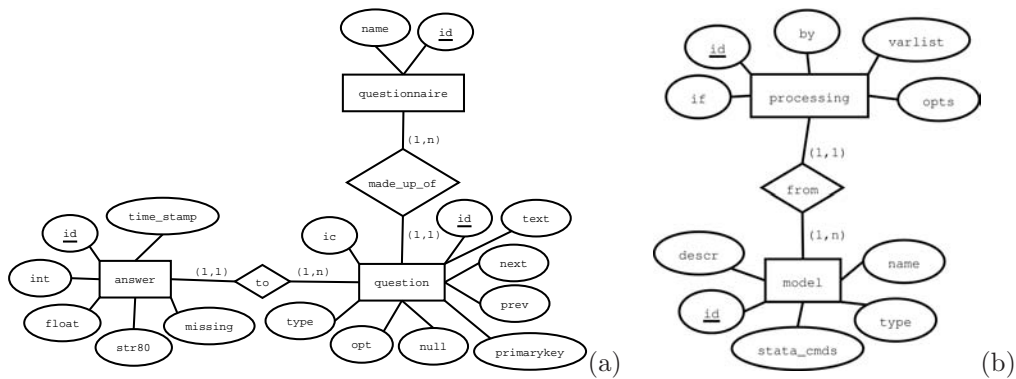 name
id
questionnaire
(1,n)
made_up_of
(1,1)
id
text
ic
next
prev
question
type
opt
null
primarykey
(1,n)
to
(1,1)
time_stamp
id
int
answer
float
missing
str80
(a)
by
id
varlist
if
processing
opts
(1,1)
from
(1,n)
descr
name
model
id
type
stata_cmds
(b)